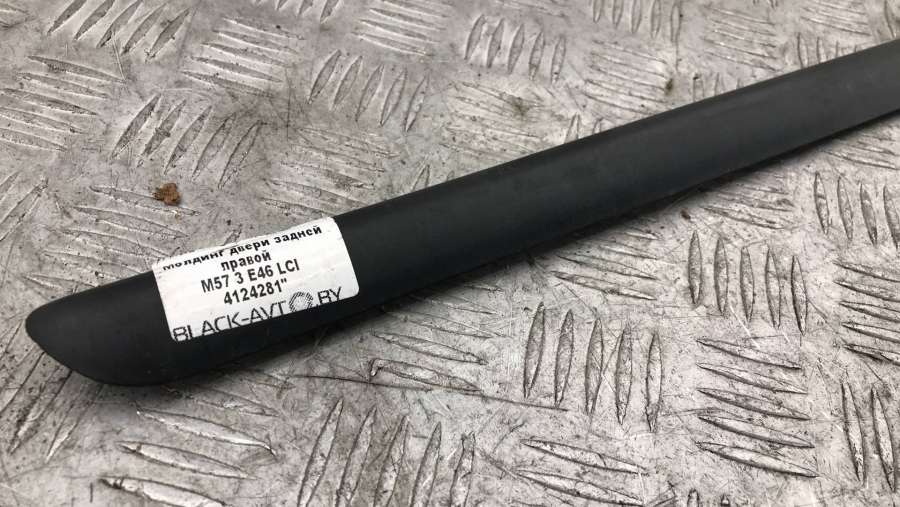 Молдинг двери задней
правой
M57 3 E46 LCI
4124281"
BLACK-AVTO.BY